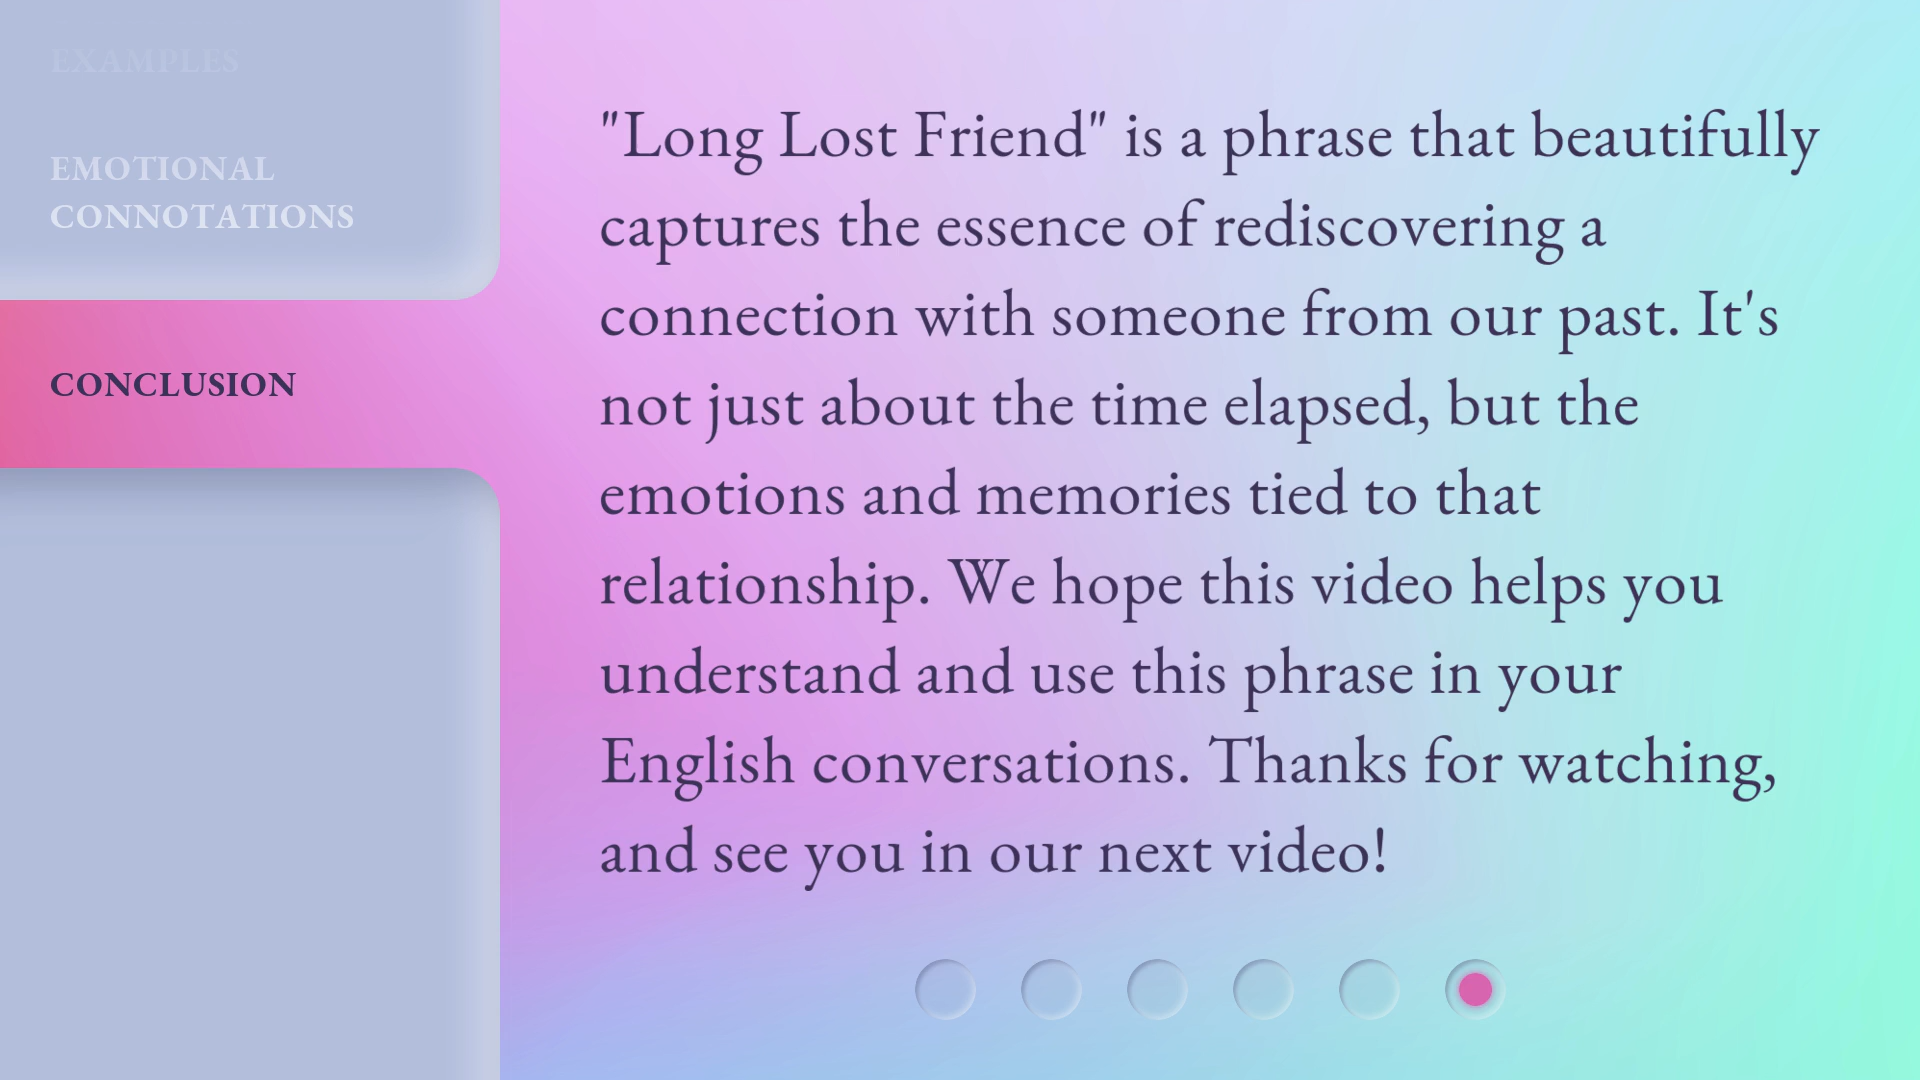 EXAMPLES
EMOTIONAL
CONNOTATIONS
CONCLUSION
"Long Lost Friend" is a phrase that beautifully
captures the essence of rediscovering a
connection with someone from our past. It's
not just about the time elapsed, but the
emotions and memories tied to that
relationship. We hope this video helps you
understand and use this phrase in your
English conversations. Thanks for watching,
and see you in our next video!